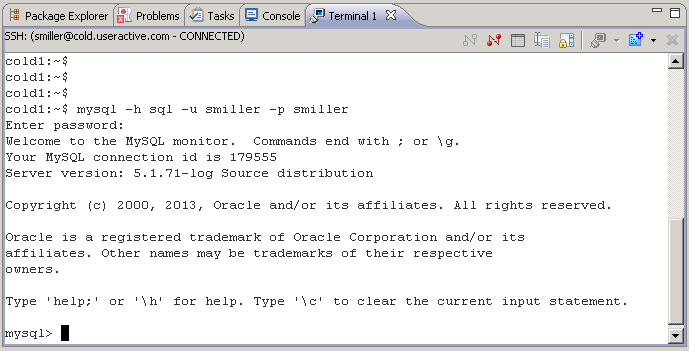 Package Explorer Problems Tasks Console Terminal 1
SSH: (smiller@cold.useractive.com - CONNECTED)
cold1:~$
cold1:~$
cold1:~$
cold1:~$ mysql -h sql -u smiller -p smiller
Enter password:
Welcome to the MySQL monitor.  Commands end with ; or \g.
Your MySQL connection id is 179555
Server version: 5.1.71-log Source distribution
Copyright (c) 2000, 2013, Oracle and/or its affiliates. All rights reserved.
Oracle is a registered trademark of Oracle Corporation and/or its
affiliates. Other names may be trademarks of their respective
owners.
Type 'help;' or '\h' for help. Type '\c' to clear the current input statement.
mysql>